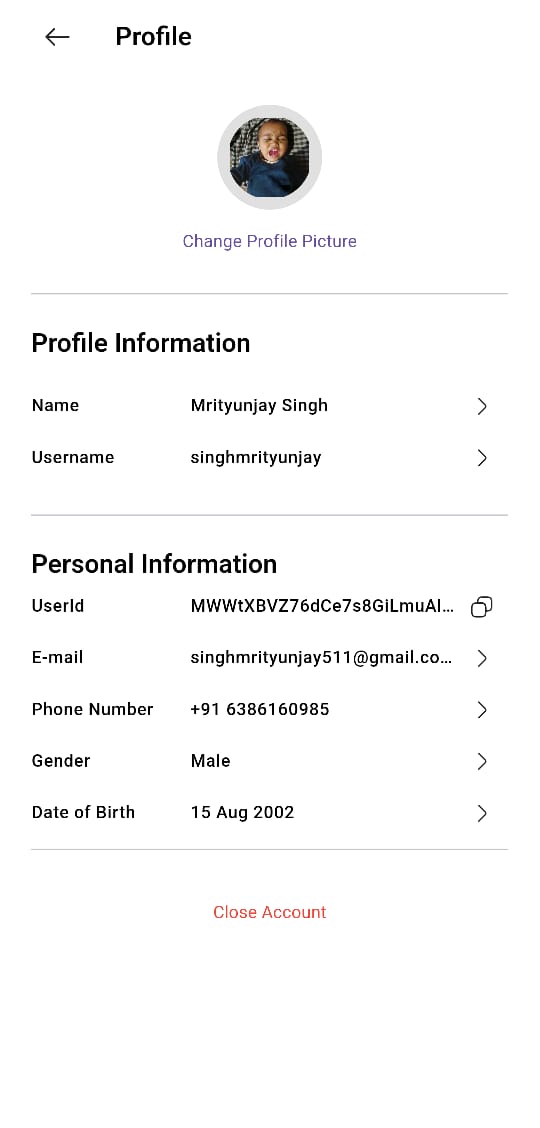 Profile
Change Profile Picture
Profile Information
Name Mrityunjay Singh
Username singhmrityunjay
Personal Information
UserId MWWtXBVZ76dCe7s8GiLmuAI...
E-mail singhmrityunjay511@gmail.co...
Phone Number +91 6386160985
Gender Male
Date of Birth 15 Aug 2002
Close Account